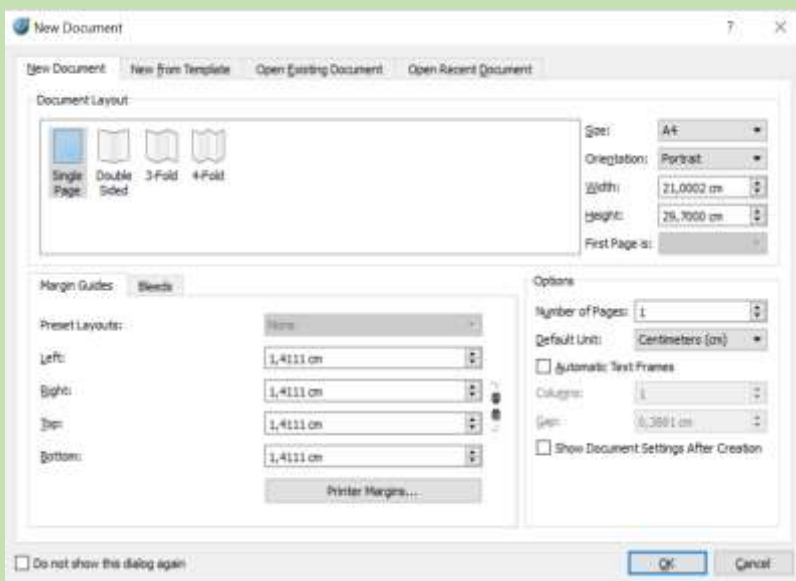 New Document
?
New Document New from Template Open Existing Document Open Recent Document
Document Layout
Single Page Double Sided 3-Fold 4-Fold
Size: A4
Orientation: Portrait
Width: 21,0002 cm
Height: 29,7000 cm
First Page is:
Margin Guides Bleeds
Preset Layouts: None
Left: 1,4111 cm
Right: 1,4111 cm
Top: 1,4111 cm
Bottom: 1,4111 cm
Printer Margins...
Options
Number of Pages: 1
Default Unit: Centimeters (cm)
Automatic Text Frames
Columns: 1
Gap: 0,3881 cm
Show Document Settings After Creation
Do not show this dialog again
OK Cancel